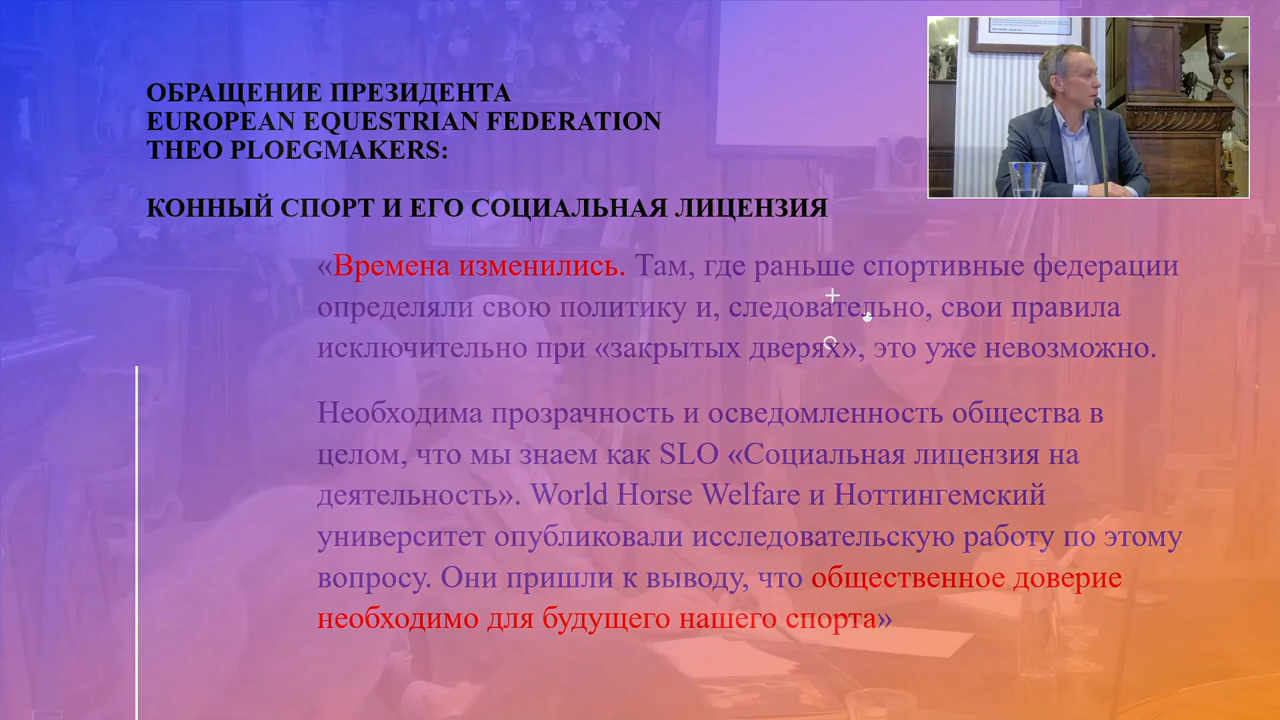 ОБРАЩЕНИЕ ПРЕЗИДЕНТА
EUROPEAN EQUESTRIAN FEDERATION
THEO PLOEGMAKERS:
КОННЫЙ СПОРТ И ЕГО СОЦИАЛЬНАЯ ЛИЦЕНЗИЯ
«Времена изменились. Там, где раньше спортивные федерации
определяли свою политику и, следовательно, свои правила
исключительно при «закрытых дверях», это уже невозможно.
Необходима прозрачность и осведомленность общества в
целом, что мы знаем как SLO «Социальная лицензия на
деятельность». World Horse Welfare и Ноттингемский
университет опубликовали исследовательскую работу по этому
вопросу. Они пришли к выводу, что общественное доверие
необходимо для будущего нашего спорта»